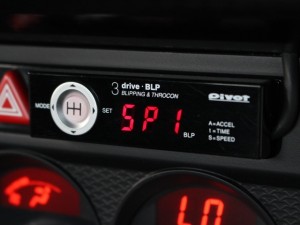 3 drive・BLP
BLIPPING & THROCON
Pivot
MODE
SET
SP1
BLP
A=ACCEL
t=TIME
S=SPEED
LO